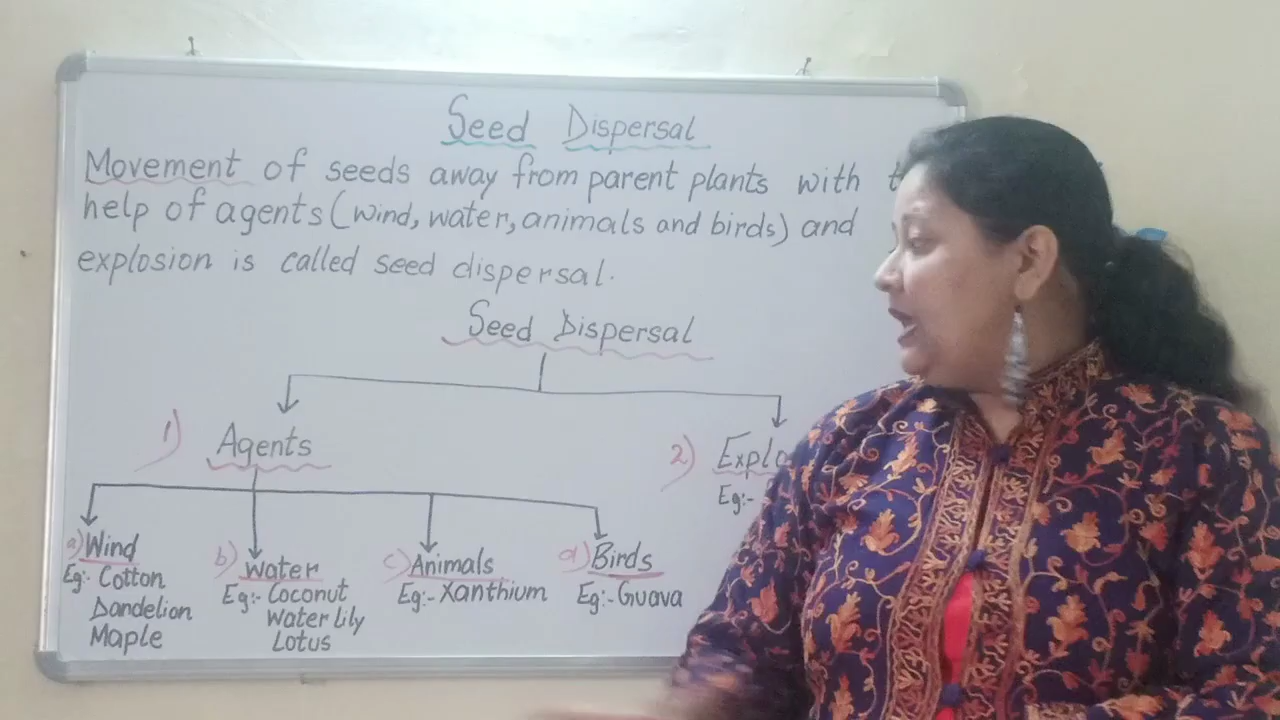 Seed Dispersal
Movement of seeds away from parent plants with
help of agents (wind, water, animals and birds) and
explosion is called seed dispersal.
Seed Dispersal
1) Agents
2)
Eg:-
a) Wind
Eg:- Cotton
Dandelion
Maple
b) Water
Eg:- Coconut
Water Lily
Lotus
c) Animals
Eg:- Xanthium
d) Birds
Eg:- Guava